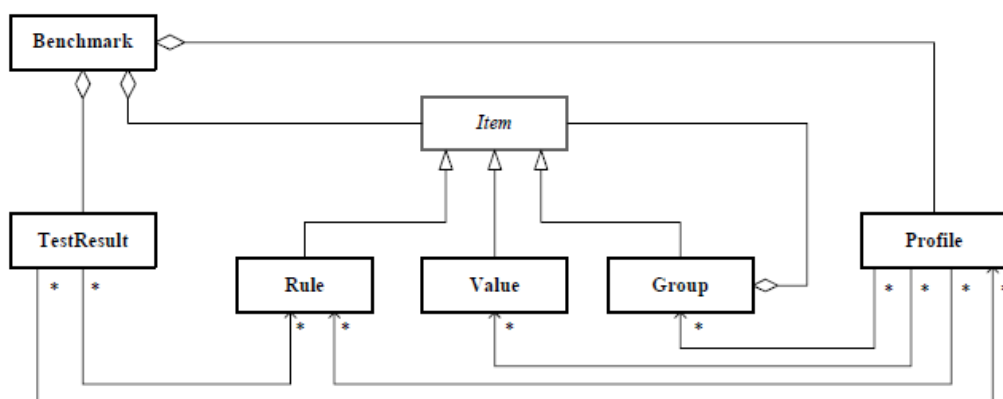 Benchmark
Item
TestResult
Profile
Rule
Value
Group
* *
* * * *
* * * *